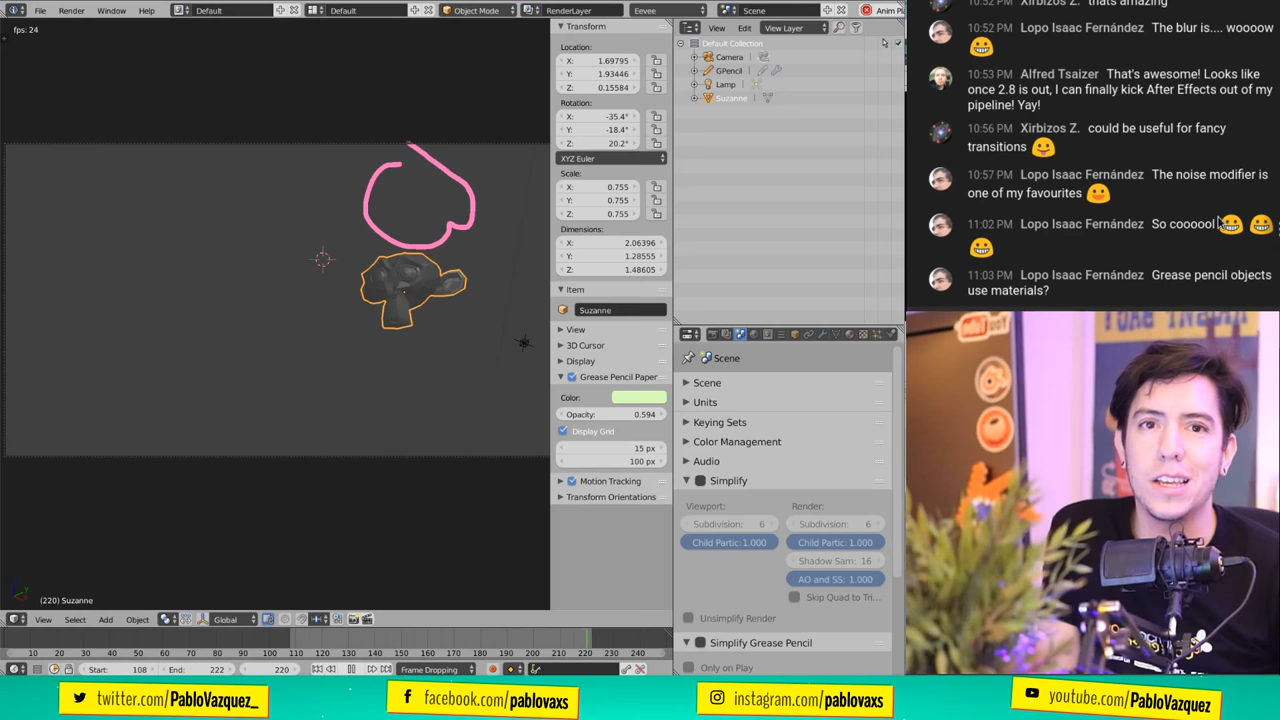 File
Render
Window
Help
Default
Default
Object Mode
RenderLayer
Eevee
Scene
Anim P
fps: 24
(220) Suzanne
Transform
Location:
X: 1.69795
Y: 1.93446
Z: 0.15584
Rotation:
X: -35.4°
Y: -18.4°
Z: 20.2°
XYZ Euler
Scale:
X: 0.755
Y: 0.755
Z: 0.755
Dimensions:
X: 2.06396
Y: 1.28555
Z: 1.48605
Item
Suzanne
View
3D Cursor
Display
Grease Pencil Paper
Color:
Opacity: 0.594
Display Grid
15 px
100 px
Motion Tracking
Transform Orientations
View Edit View Layer
Default Collection
Camera
GPencil
Lamp
Suzanne
Scene
Scene
Units
Keying Sets
Color Management
Audio
Simplify
Viewport: Render:
Subdivision: 6 Subdivision: 6
Child Partic: 1.000 Child Partic: 1.000
Shadow Sam: 16
AO and SS: 1.000
Skip Quad to Tri...
Unsimplify Render
Simplify Grease Pencil
Only on Play
View Select Add Object Global
10 20 30 40 50 60 70 80 90 100 110 120 130 140 150 160 170 180 190 200 210 220 230 240
Start: 108 End: 222 220 Frame Dropping
10:52 PM Xirbizos Z. thats amazing
10:52 PM Lopo Isaac Fernández The blur is.... woooow
10:53 PM Alfred Tsaizer That's awesome! Looks like
once 2.8 is out, I can finally kick After Effects out of my
pipeline! Yay!
10:56 PM Xirbizos Z. could be useful for fancy
transitions
10:57 PM Lopo Isaac Fernández The noise modifier is
one of my favourites
11:02 PM Lopo Isaac Fernández So cooool!
11:03 PM Lopo Isaac Fernández Grease pencil objects
use materials?
twitter.com/PabloVazquez_
facebook.com/pablovaxs
instagram.com/pablovaxs
youtube.com/PabloVazquez